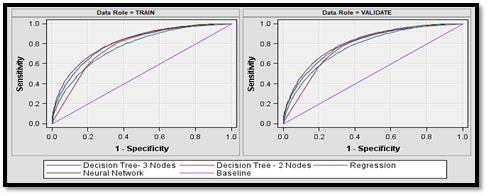 Data Role = TRAIN
Data Role = VALIDATE
Sensitivity
1.0
0.8
0.6
0.4
0.2
0.0
0.0 0.2 0.4 0.6 0.8 1.0
1 - Specificity
Sensitivity
1.0
0.8
0.6
0.4
0.2
0.0
0.0 0.2 0.4 0.6 0.8 1.0
1 - Specificity
Decision Tree- 3 Nodes Decision Tree - 2 Nodes Regression
Neural Network Baseline